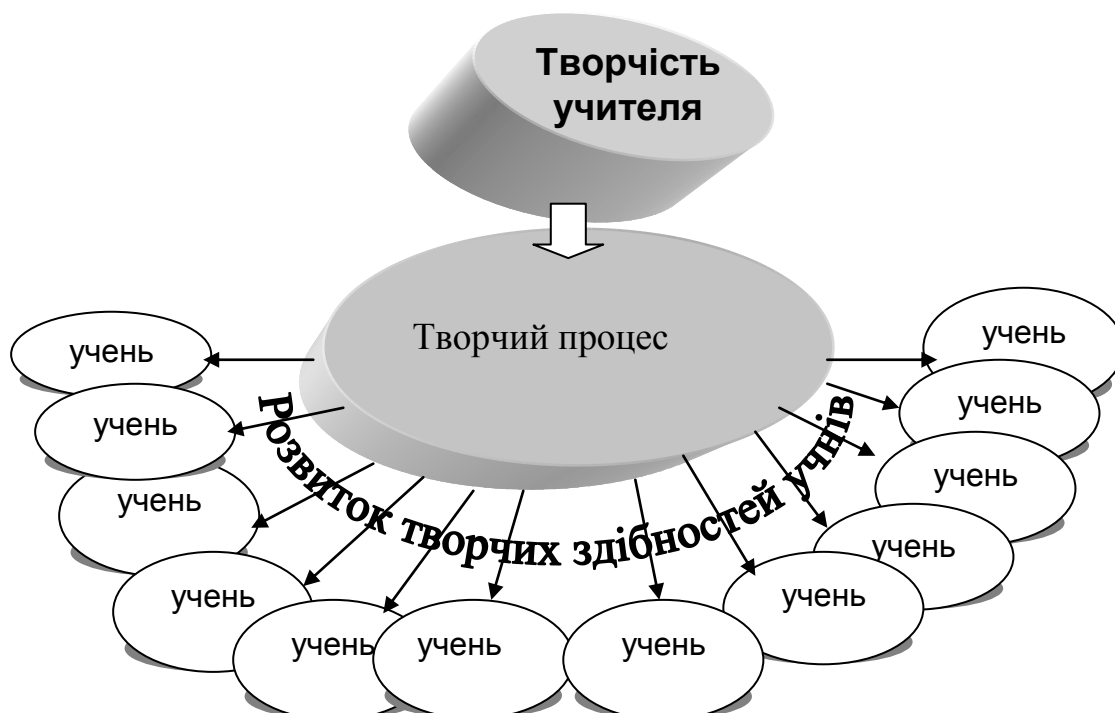 Творчість
учителя
Творчий процес
учень
учень
учень
учень
учень
учень
учень
учень
учень
учень
учень
учень
Розвиток творчих здібностей учнів